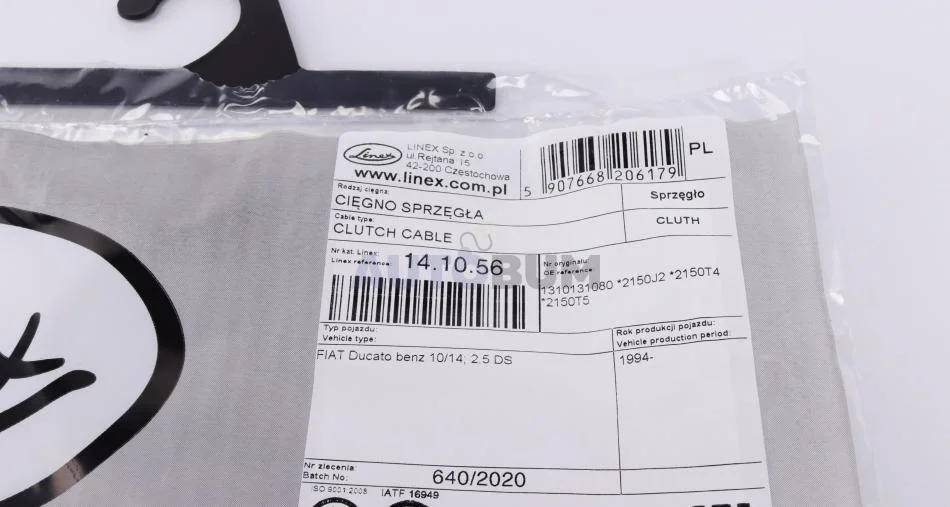 Linex
LINEX Sp. z o.o.
ul.Rejtana 15
42-200 Częstochowa
www.linex.com.pl
5 907668 206179
PL
Rodzaj cięgna:
CIĘGNO SPRZĘGŁA
Sprzęgło
Cable type:
CLUTCH CABLE
CLUTH
Nr kat. Linex:
Linex reference:
14.10.56
Nr oryginału:
OE reference:
1310131080 *2150J2 *2150T4
*2150T5
AUTOBUM
Typ pojazdu:
Vehicle type:
Rok produkcji pojazdu:
Vehicle production period:
FIAT Ducato benz 10/14; 2.5 DS
1994-
Nr zlecenia:
Batch No:
640/2020
ISO 9001:2008
IATF 16949